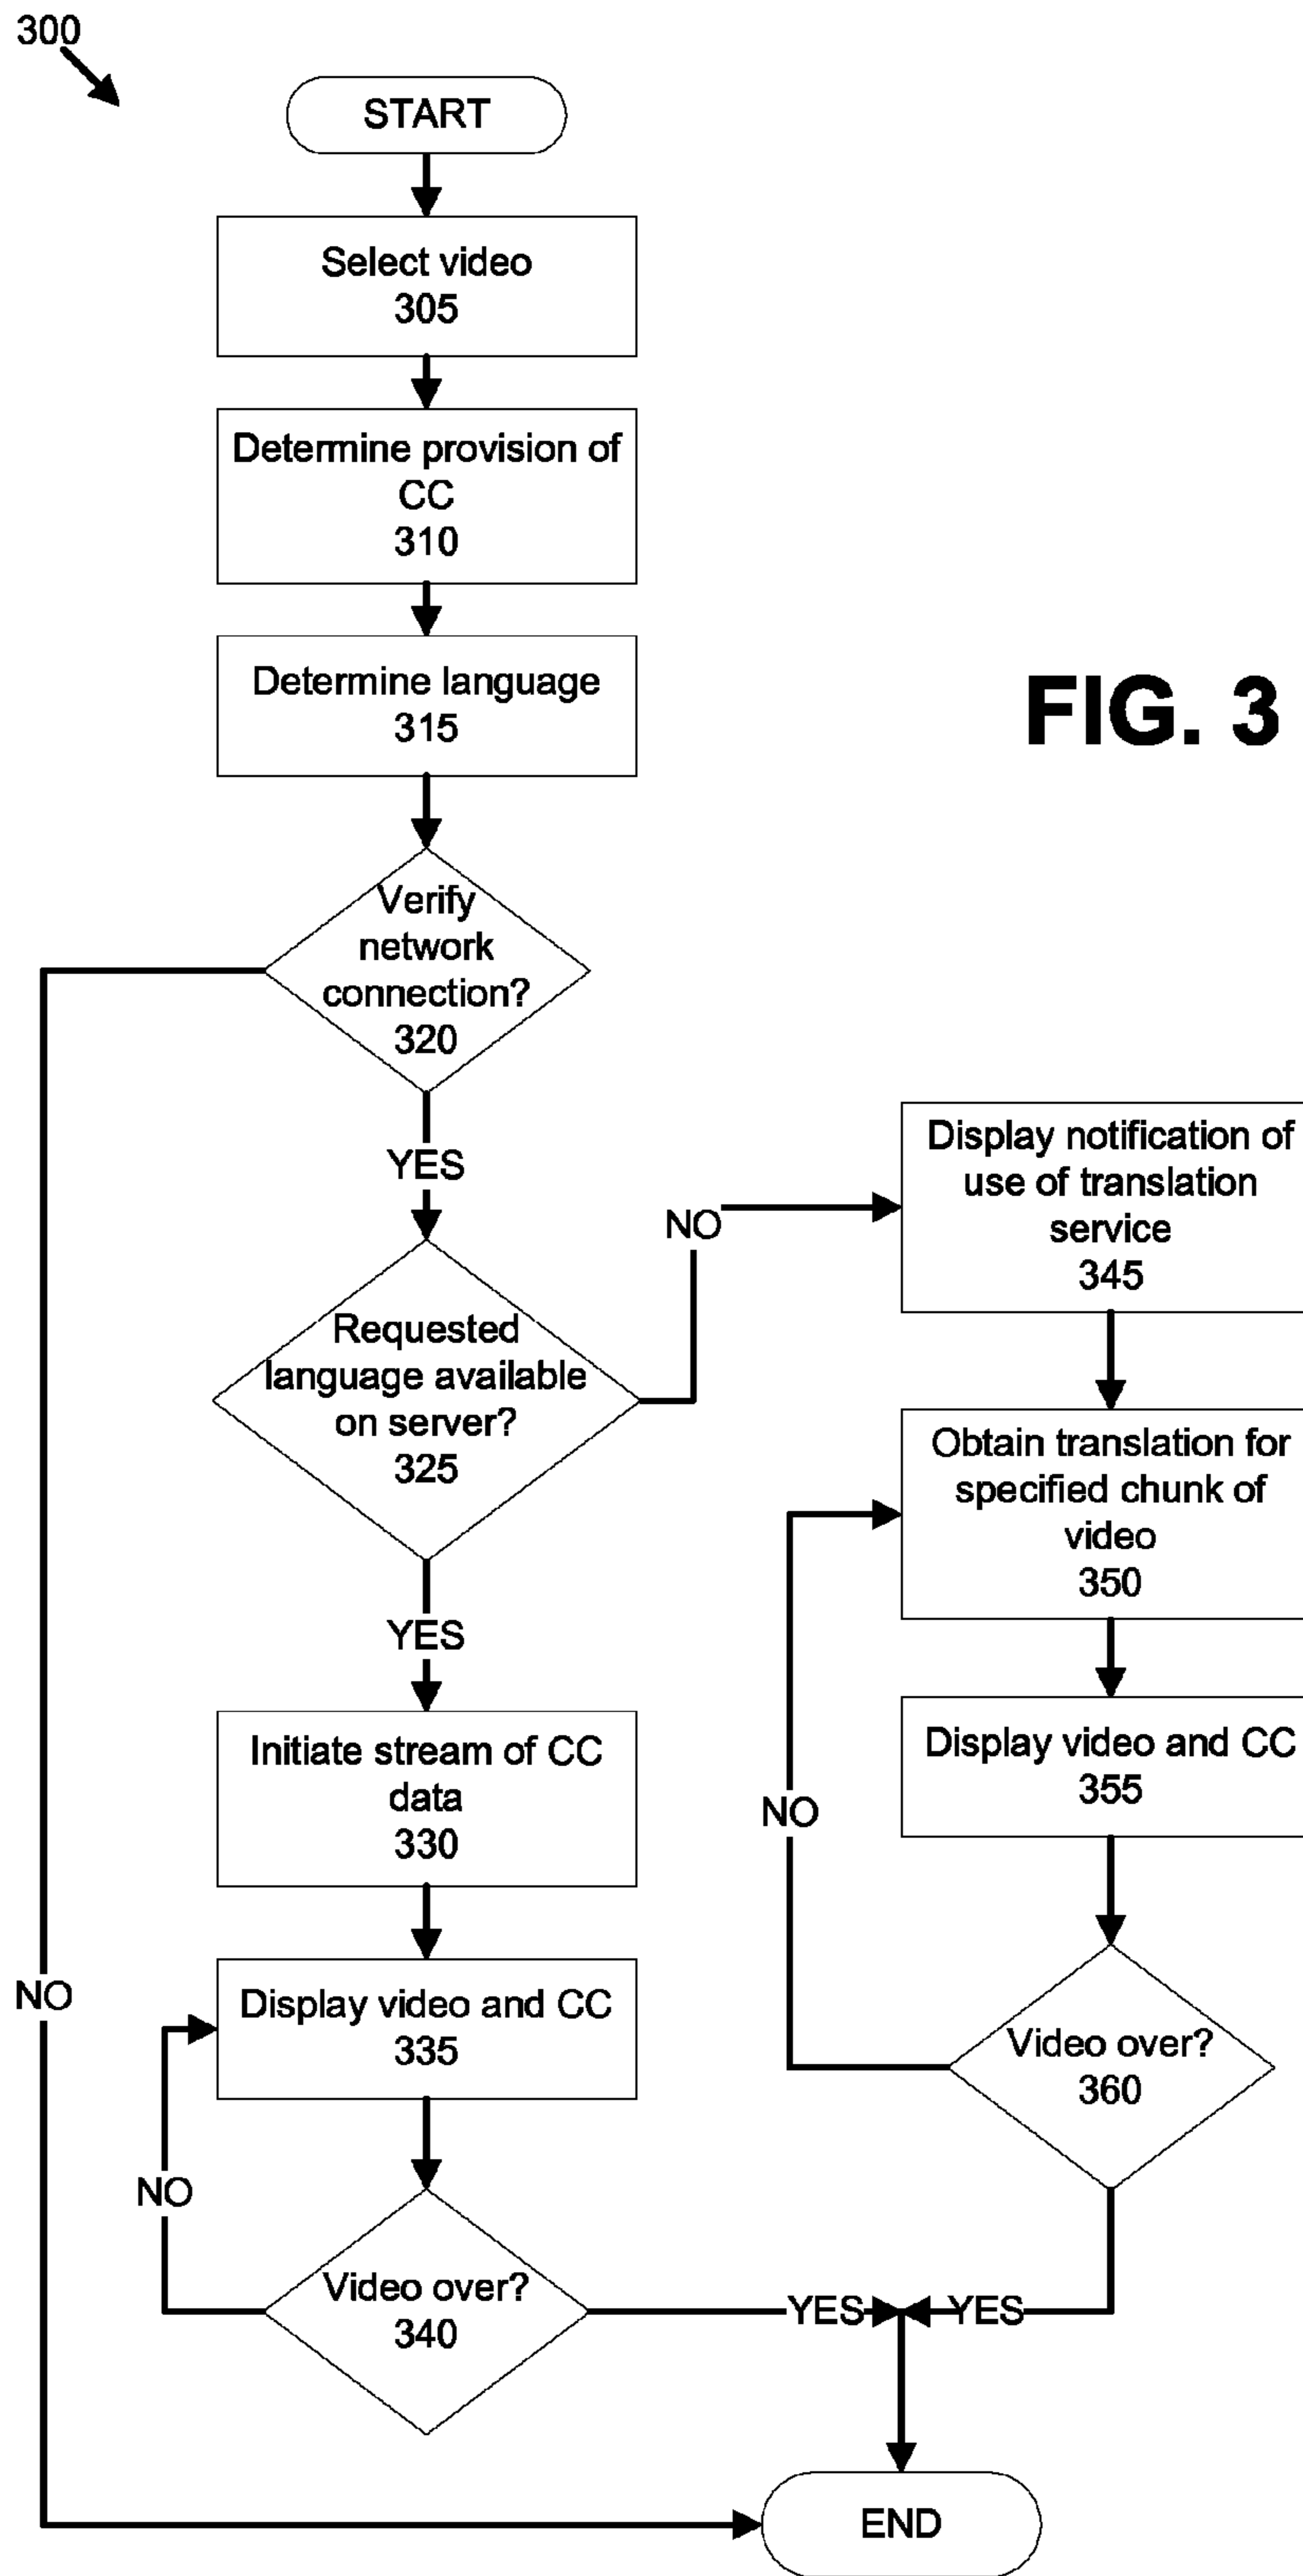 300
START
Select video
305
Determine provision of
CC
310
Determine language
315
FIG. 3
Verify
network
connection?
320
YES
Requested
language available
on server?
325
NO
YES
Initiate stream of CC
data
330
Display video and CC
335
NO
Video over?
340
YES
NO
Display notification of
use of translation
service
345
Obtain translation for
specified chunk of
video
350
Display video and CC
355
NO
Video over?
360
YES
END